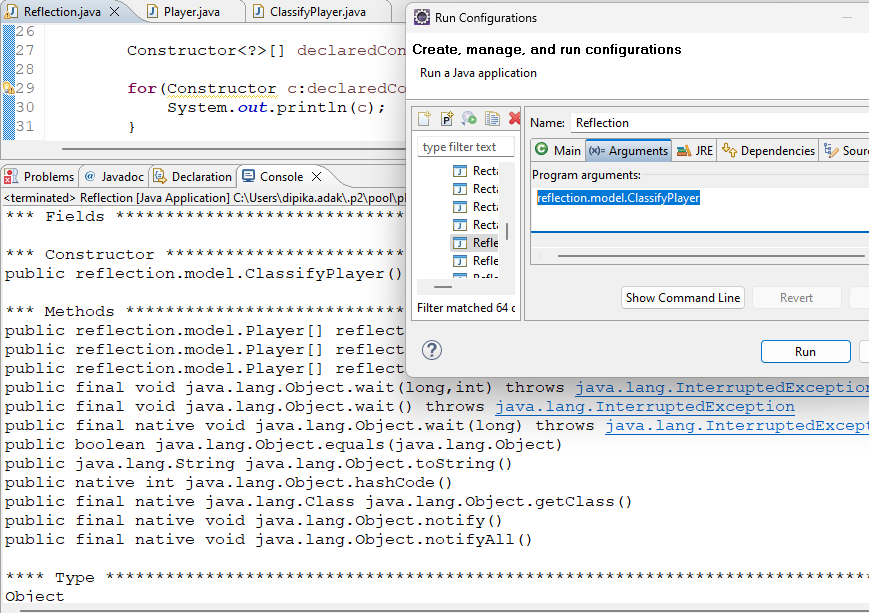 Reflection.java
Player.java
ClassifyPlayer.java
26
27 Constructor<?>[] declaredCon
28
29 for(Constructor c:declaredCo
30 System.out.println(c);
31 }
Problems @ Javadoc Declaration Console
<terminated> Reflection [Java Application] C:\Users\dipika.adak\.p2\pool\pl
*** Fields *****************************
*** Constructor ************************
public reflection.model.ClassifyPlayer()
*** Methods ****************************
public reflection.model.Player[] reflect
public reflection.model.Player[] reflect
public reflection.model.Player[] reflect
public final void java.lang.Object.wait(long,int) throws java.lang.InterruptedException
public final void java.lang.Object.wait() throws java.lang.InterruptedException
public final native void java.lang.Object.wait(long) throws java.lang.InterruptedExcept
public boolean java.lang.Object.equals(java.lang.Object)
public java.lang.String java.lang.Object.toString()
public native int java.lang.Object.hashCode()
public final native java.lang.Class java.lang.Object.getClass()
public final native void java.lang.Object.notify()
public final native void java.lang.Object.notifyAll()
**** Type *****************************************************************************
Object
Run Configurations
Create, manage, and run configurations
Run a Java application
type filter text
Recta
Recta
Recta
Recta
Refle
Refle
Filter matched 64 c
Name: Reflection
Main (x)= Arguments JRE Dependencies Sour
Program arguments:
reflection.model.ClassifyPlayer
Show Command Line
Revert
Run